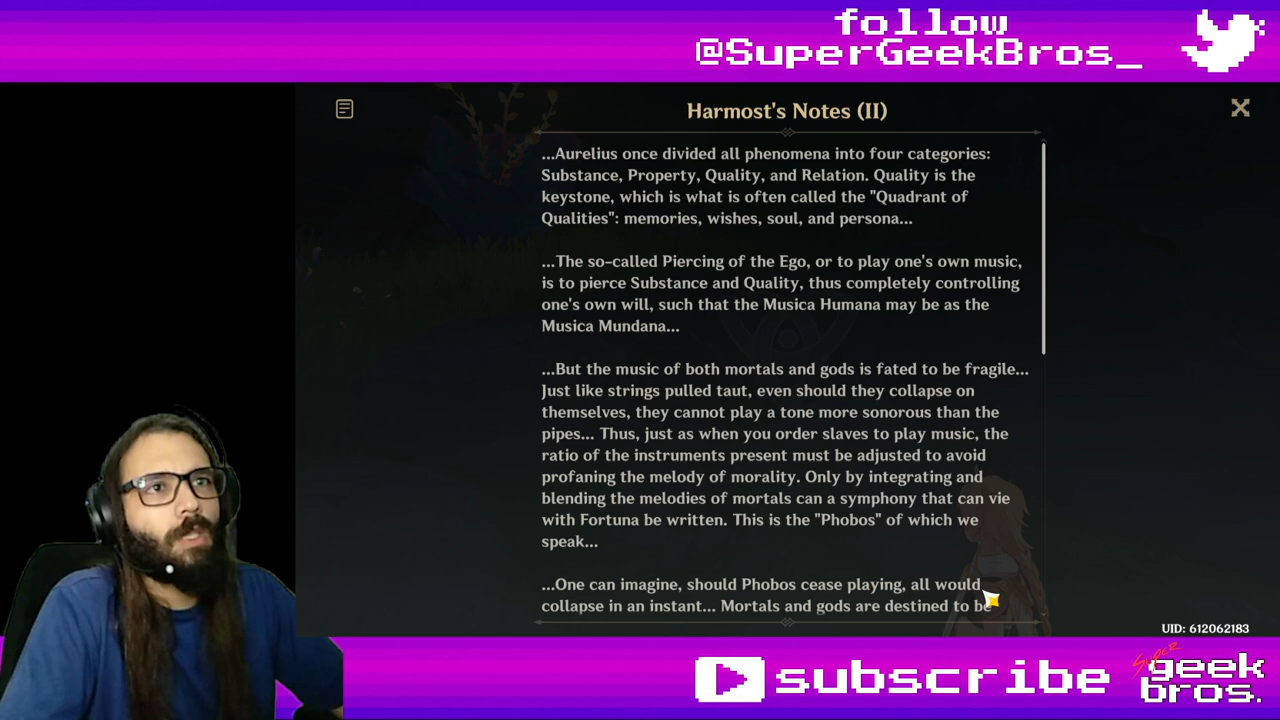 follow
@SuperGeekBros_
Harmost's Notes (II)
...Aurelius once divided all phenomena into four categories:
Substance, Property, Quality, and Relation. Quality is the
keystone, which is what is often called the "Quadrant of
Qualities": memories, wishes, soul, and persona...
...The so-called Piercing of the Ego, or to play one's own music,
is to pierce Substance and Quality, thus completely controlling
one's own will, such that the Musica Humana may be as the
Musica Mundana...
...But the music of both mortals and gods is fated to be fragile...
Just like strings pulled taut, even should they collapse on
themselves, they cannot play a tone more sonorous than the
pipes... Thus, just as when you order slaves to play music, the
ratio of the instruments present must be adjusted to avoid
profaning the melody of morality. Only by integrating and
blending the melodies of mortals can a symphony that can vie
with Fortuna be written. This is the "Phobos" of which we
speak...
...One can imagine, should Phobos cease playing, all would
collapse in an instant... Mortals and gods are destined to be
UID: 612062183
subscribe
super
geek
bros.